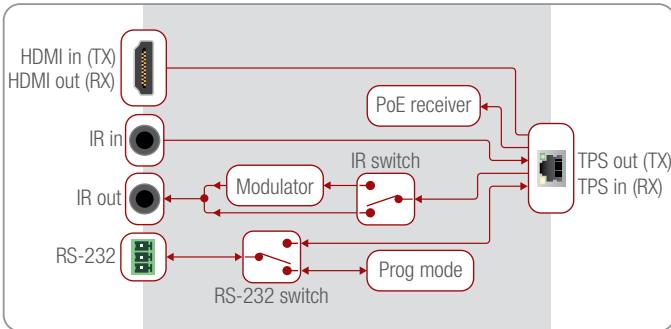 HDMI in (TX)
HDMI out (RX)
PoE receiver
IR in
IR switch
TPS out (TX)
TPS in (RX)
Modulator
IR out
RS-232
Prog mode
RS-232 switch